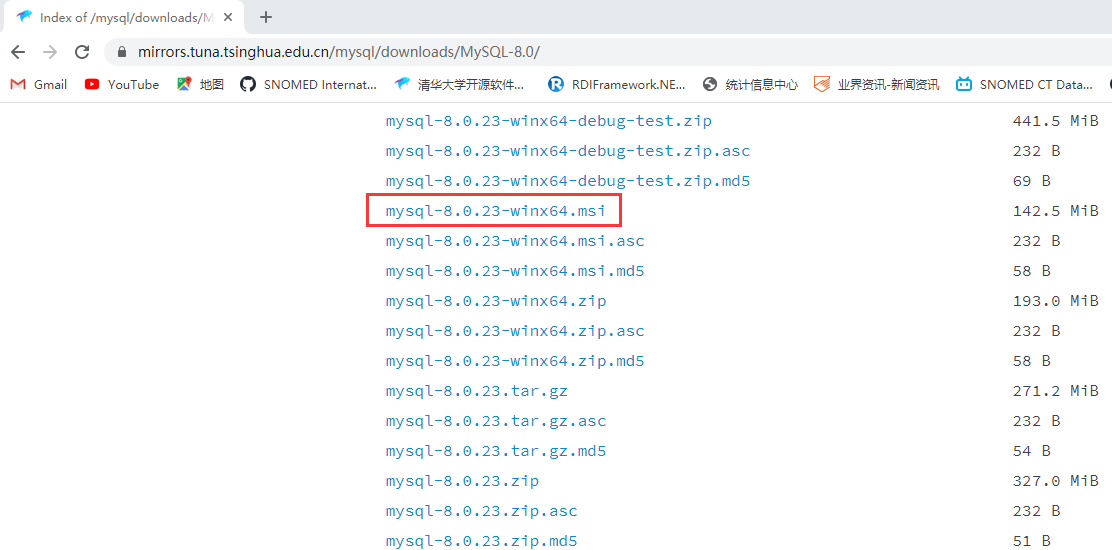 Index of /mysql/downloads/M
mirrors.tuna.tsinghua.edu.cn/mysql/downloads/MySQL-8.0/
Gmail YouTube 地图 SNOMED Internat... 清华大学开源软件... RDIFramework.NE... 统计信息中心 业界资讯-新闻资讯 SNOMED CT Data...
mysql-8.0.23-winx64-debug-test.zip 441.5 MiB
mysql-8.0.23-winx64-debug-test.zip.asc 232 B
mysql-8.0.23-winx64-debug-test.zip.md5 69 B
mysql-8.0.23-winx64.msi 142.5 MiB
mysql-8.0.23-winx64.msi.asc 232 B
mysql-8.0.23-winx64.msi.md5 58 B
mysql-8.0.23-winx64.zip 193.0 MiB
mysql-8.0.23-winx64.zip.asc 232 B
mysql-8.0.23-winx64.zip.md5 58 B
mysql-8.0.23.tar.gz 271.2 MiB
mysql-8.0.23.tar.gz.asc 232 B
mysql-8.0.23.tar.gz.md5 54 B
mysql-8.0.23.zip 327.0 MiB
mysql-8.0.23.zip.asc 232 B
mysql-8.0.23.zip.md5 51 B